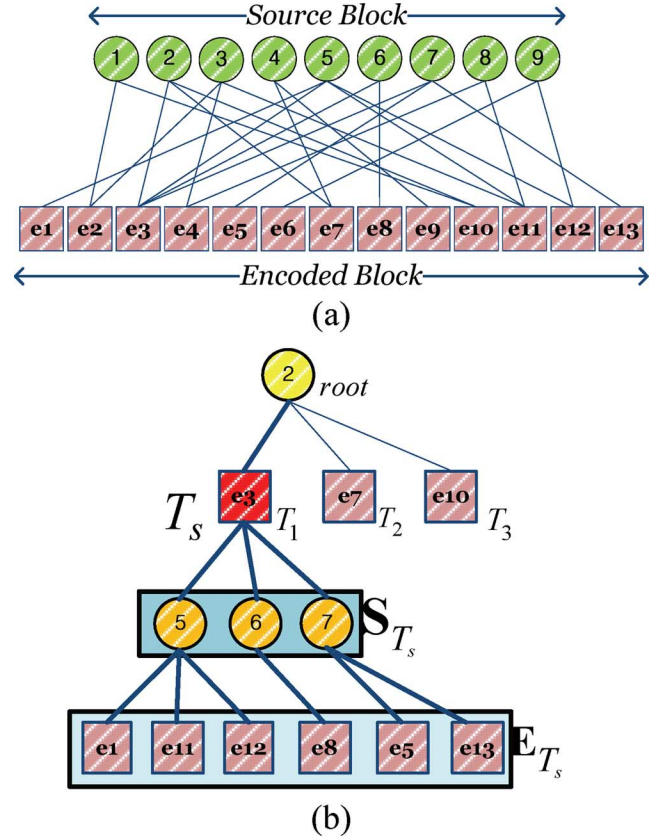 Source Block
1 2 3 4 5 6 7 8 9
e1 e2 e3 e4 e5 e6 e7 e8 e9 e10 e11 e12 e13
Encoded Block
(a)
2 root
T_s e3 T_1 e7 T_2 e10 T_3
5 6 7 S_{T_s}
e1 e11 e12 e8 e5 e13 E_{T_s}
(b)